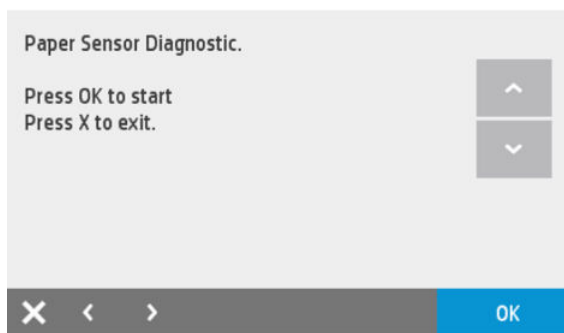 Paper Sensor Diagnostic.
Press OK to start
Press X to exit.
OK